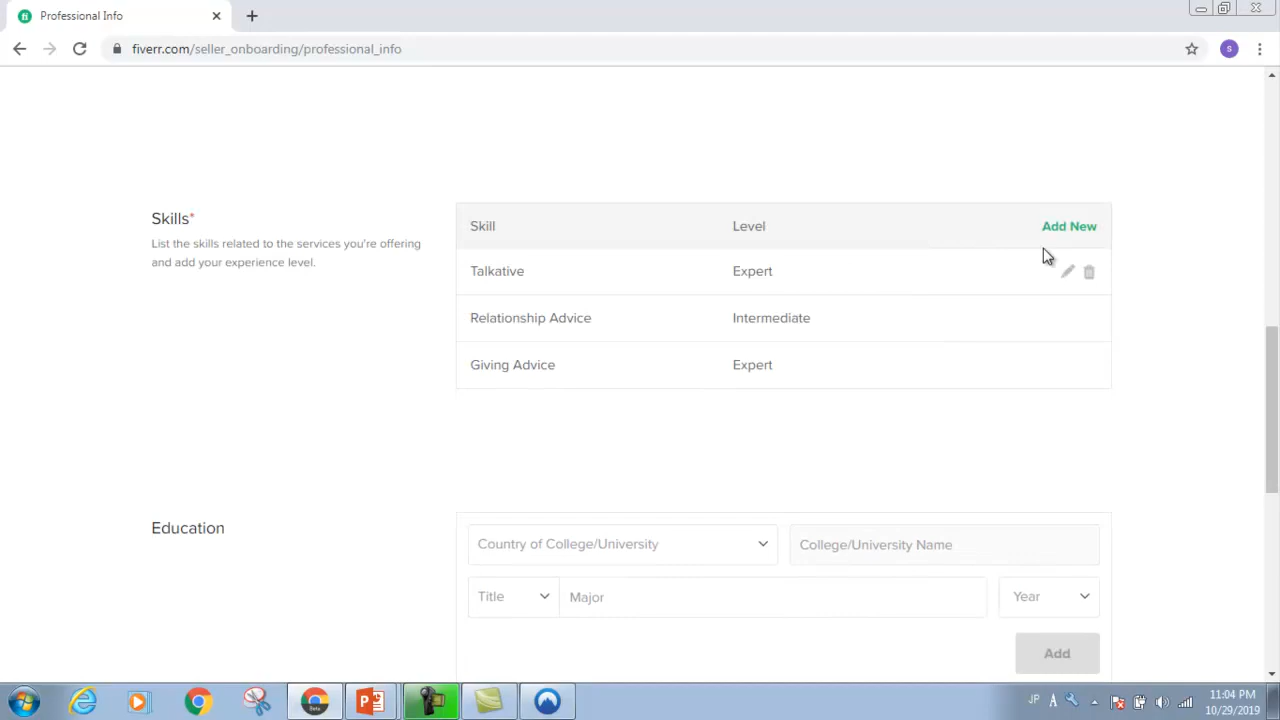 fi
Professional Info
fiverr.com/seller_onboarding/professional_info
s
Skills*
List the skills related to the services you're offering
and add your experience level.
Skill Level Add New
Talkative Expert
Relationship Advice Intermediate
Giving Advice Expert
Education
Country of College/University College/University Name
Title Major Year
Add
JP A
11:04 PM
10/29/2019
Beta